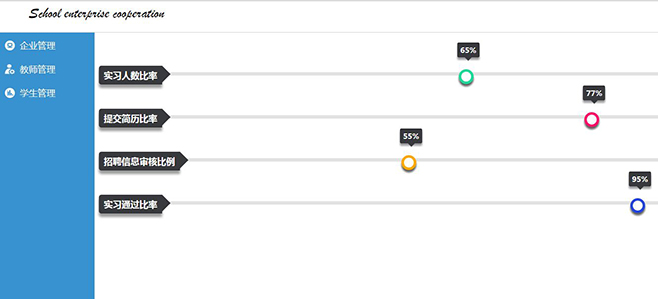 School enterprise cooperation
企业管理
教师管理
学生管理
65%
实习人数比率
77%
提交简历比率
55%
招聘信息审核比例
95%
实习通过比率